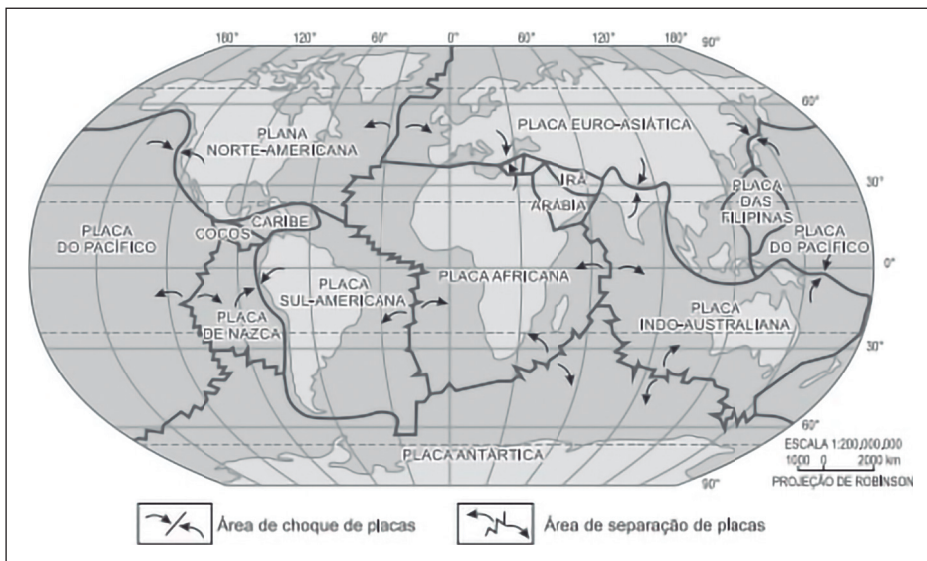 160° 120° 60° 0° 60° 120° 180° 90°
60°
PLANA
NORTE-AMERICANA
PLACA EURO-ASIÁTICA
IRÃ
30°
ARÁBIA
PLACA
DAS
FILIPINAS
CARIBE
COCOS
PLACA
DO PACÍFICO
PLACA
DO PACÍFICO
0°
PLACA AFRICANA
PLACA
SUL-AMERICANA
PLACA
DE NAZCA
PLACA
INDO-AUSTRALIANA
30°
60°
PLACA ANTÁRTICA
ESCALA 1:200,000,000
1000 0 2000 km
PROJEÇÃO DE ROBINSON
90°
Área de choque de placas
Área de separação de placas